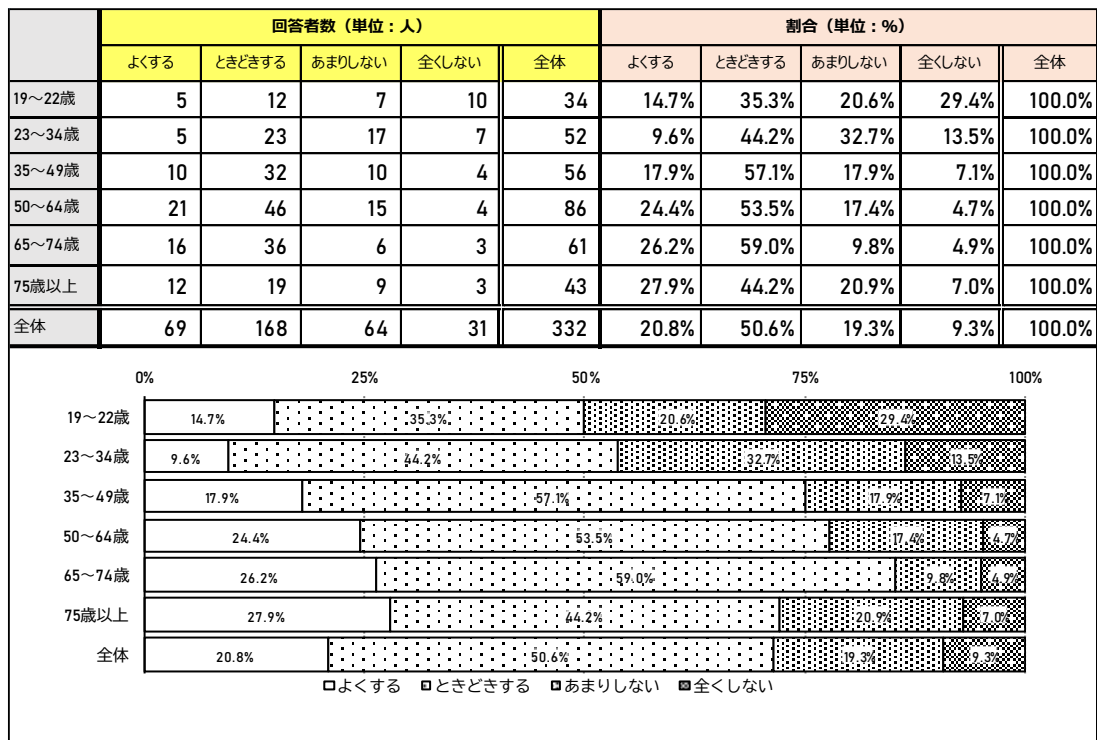 回答者数（単位：人） 割合（単位：％）
よくする ときどきする あまりしない 全くしない 全体 よくする ときどきする あまりしない 全くしない 全体
19～22歳 5 12 7 10 34 14.7% 35.3% 20.6% 29.4% 100.0%
23～34歳 5 23 17 7 52 9.6% 44.2% 32.7% 13.5% 100.0%
35～49歳 10 32 10 4 56 17.9% 57.1% 17.9% 7.1% 100.0%
50～64歳 21 46 15 4 86 24.4% 53.5% 17.4% 4.7% 100.0%
65～74歳 16 36 6 3 61 26.2% 59.0% 9.8% 4.9% 100.0%
75歳以上 12 19 9 3 43 27.9% 44.2% 20.9% 7.0% 100.0%
全体 69 168 64 31 332 20.8% 50.6% 19.3% 9.3% 100.0%
0% 25% 50% 75% 100%
19～22歳 14.7% 35.3% 20.6% 29.4%
23～34歳 9.6% 44.2% 32.7% 13.5%
35～49歳 17.9% 57.1% 17.9% 7.1%
50～64歳 24.4% 53.5% 17.4% 4.7%
65～74歳 26.2% 59.0% 9.8% 4.9%
75歳以上 27.9% 44.2% 20.9% 7.0%
全体 20.8% 50.6% 19.3% 9.3%
よくする ときどきする あまりしない 全くしない